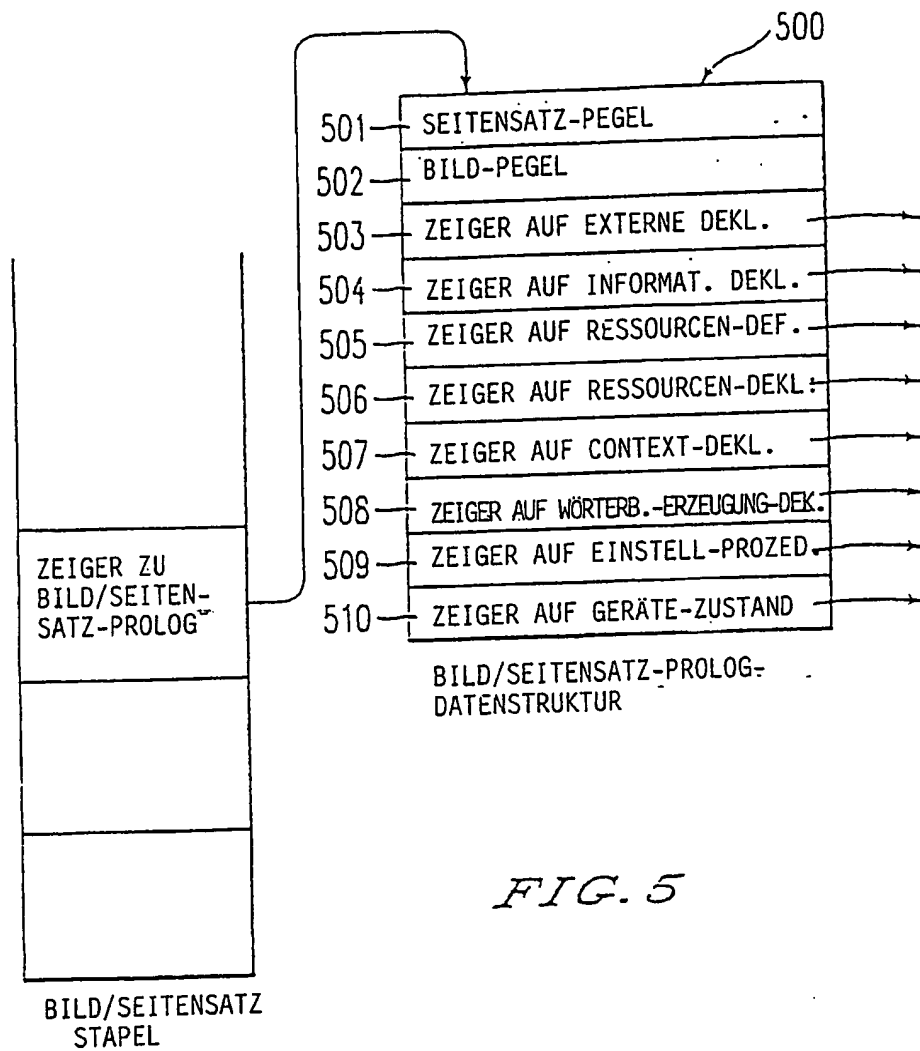 500
501 SEITENSATZ-PEGEL
502 BILD-PEGEL
503 ZEIGER AUF EXTERNE DEKL.
504 ZEIGER AUF INFORMAT. DEKL.
505 ZEIGER AUF RESSOURCEN-DEF.
506 ZEIGER AUF RESSOURCEN-DEKL.
507 ZEIGER AUF CONTEXT-DEKL.
508 ZEIGER AUF WÖRTERB.-ERZEUGUNG-DEK.
509 ZEIGER AUF EINSTELL-PROZED.
510 ZEIGER AUF GERÄTE-ZUSTAND
BILD/SEITENSATZ-PROLOG-
DATENSTRUKTUR
ZEIGER ZU
BILD/SEITEN-
SATZ-PROLOG
BILD/SEITENSATZ
STAPEL
FIG. 5